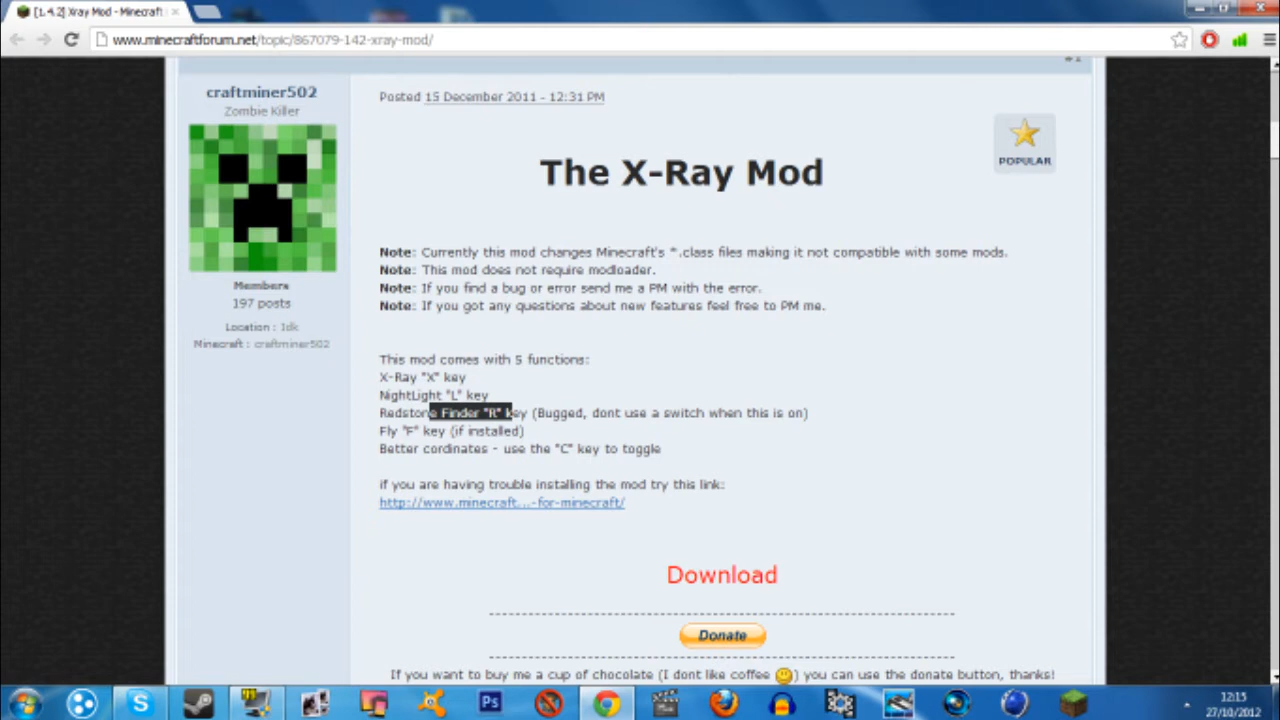 [1.4.2] Xray Mod - Minecraft
www.minecraftforum.net/topic/867079-142-xray-mod/
#1
craftminer502
Zombie Killer
Members
197 posts
Location : Idk
Minecraft : craftminer502
Posted 15 December 2011 - 12:31 PM
POPULAR
The X-Ray Mod
Note: Currently this mod changes Minecraft's *.class files making it not compatible with some mods.
Note: This mod does not require modloader.
Note: If you find a bug or error send me a PM with the error.
Note: If you got any questions about new features feel free to PM me.
This mod comes with 5 functions:
X-Ray "X" key
NightLight "L" key
Redstone Finder "R" key (Bugged, dont use a switch when this is on)
Fly "F" key (if installed)
Better cordinates - use the "C" key to toggle
if you are having trouble installing the mod try this link:
http://www.minecraft...-for-minecraft/
Download
Donate
If you want to buy me a cup of chocolate (I dont like coffee ) you can use the donate button, thanks!
Ps
12:15
27/10/2012